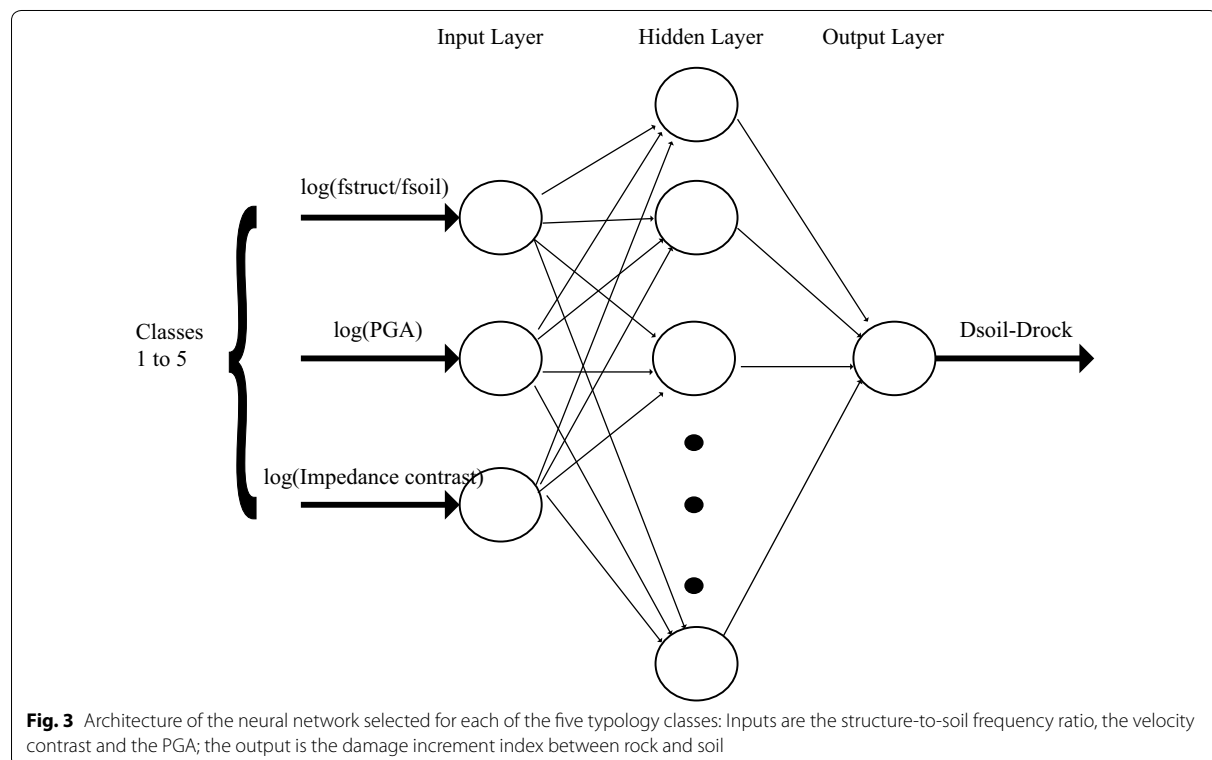 Input Layer
Hidden Layer
Output Layer
log(fstruct/fsoil)
Classes
1 to 5
log(PGA)
Dsoil-Drock
log(Impedance contrast)
Fig. 3 Architecture of the neural network selected for each of the five typology classes: Inputs are the structure-to-soil frequency ratio, the velocity
contrast and the PGA; the output is the damage increment index between rock and soil